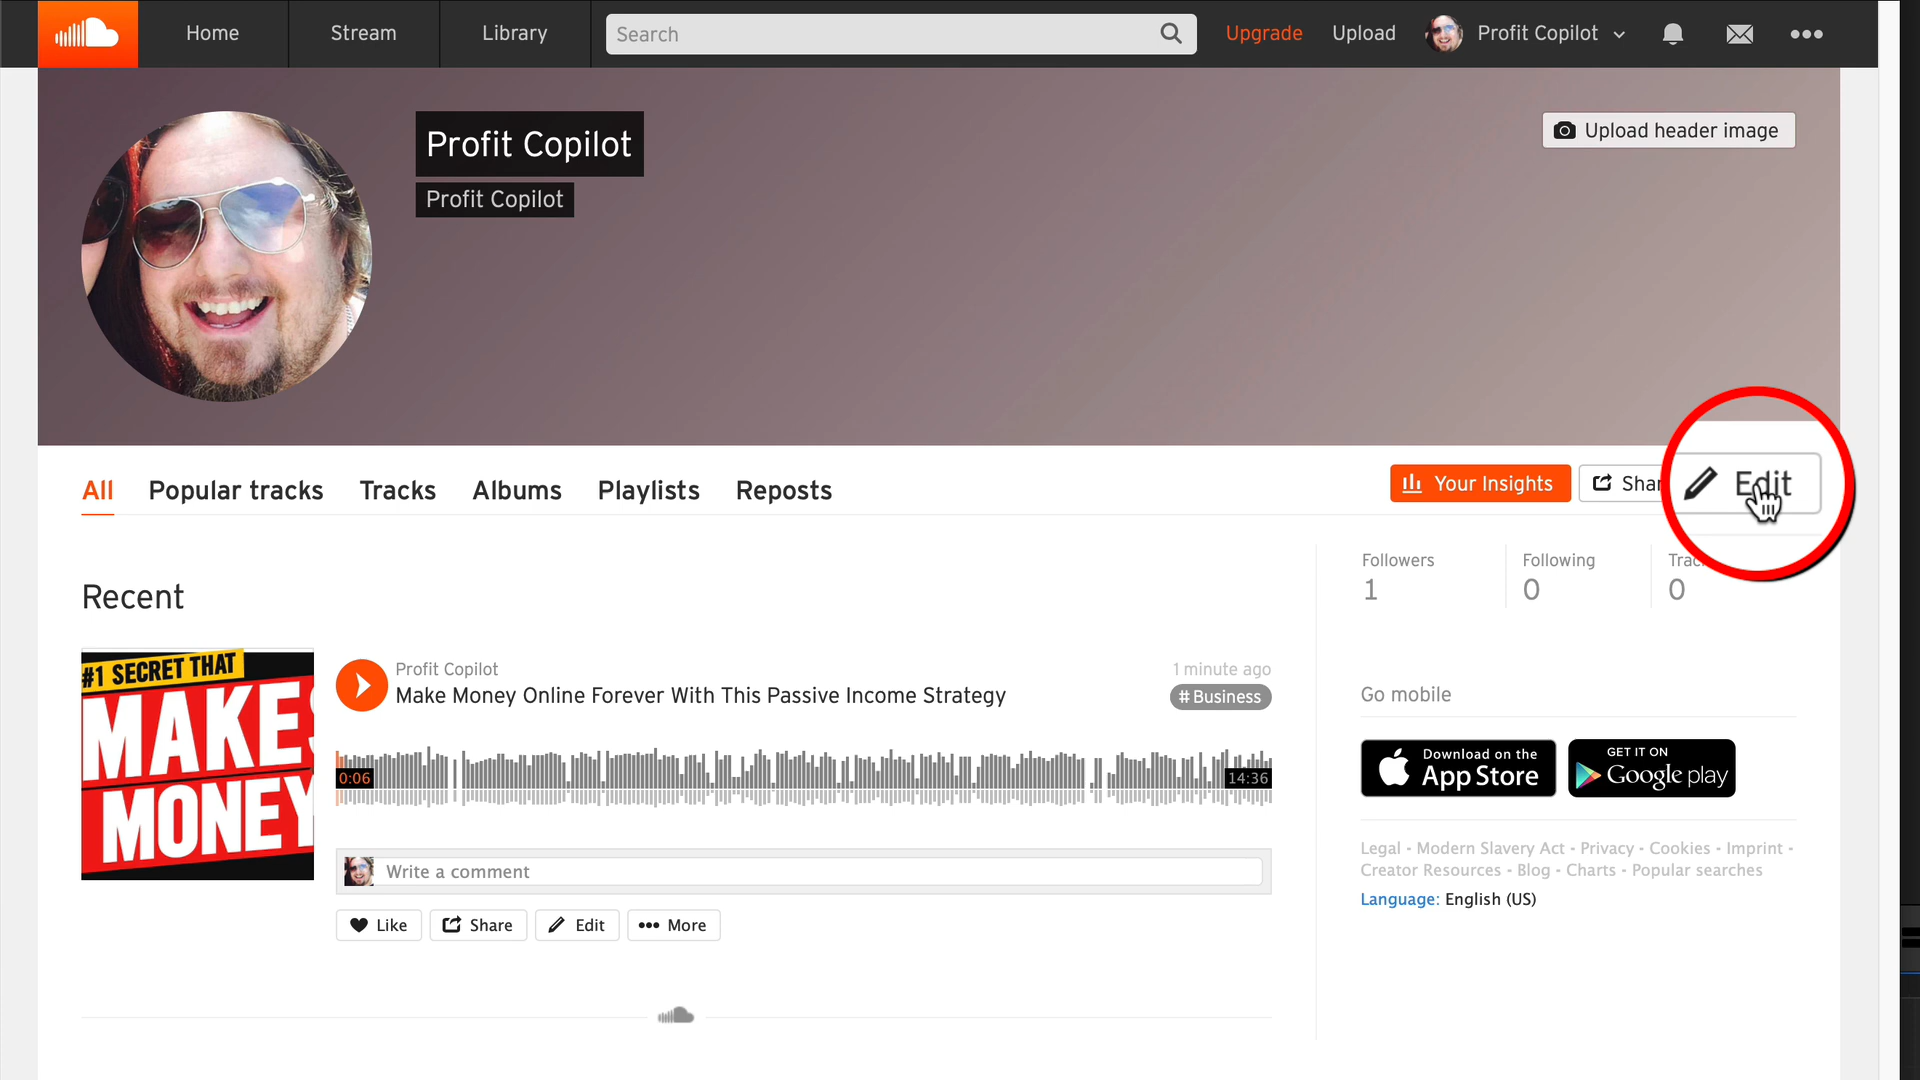 Home Stream Library Search Upgrade Upload Profit Copilot
Profit Copilot
Profit Copilot
Upload header image
All Popular tracks Tracks Albums Playlists Reposts
Your Insights Edit
Followers Following
1 0 0
Recent
#1 SECRET THAT
MAKES
MONEY
Profit Copilot 1 minute ago
Make Money Online Forever With This Passive Income Strategy # Business
0:06 14:36
Write a comment
Like Share Edit More
Go mobile
Download on the
App Store
GET IT ON
Google play
Legal - Modern Slavery Act - Privacy - Cookies - Imprint -
Creator Resources - Blog - Charts - Popular searches
Language: English (US)